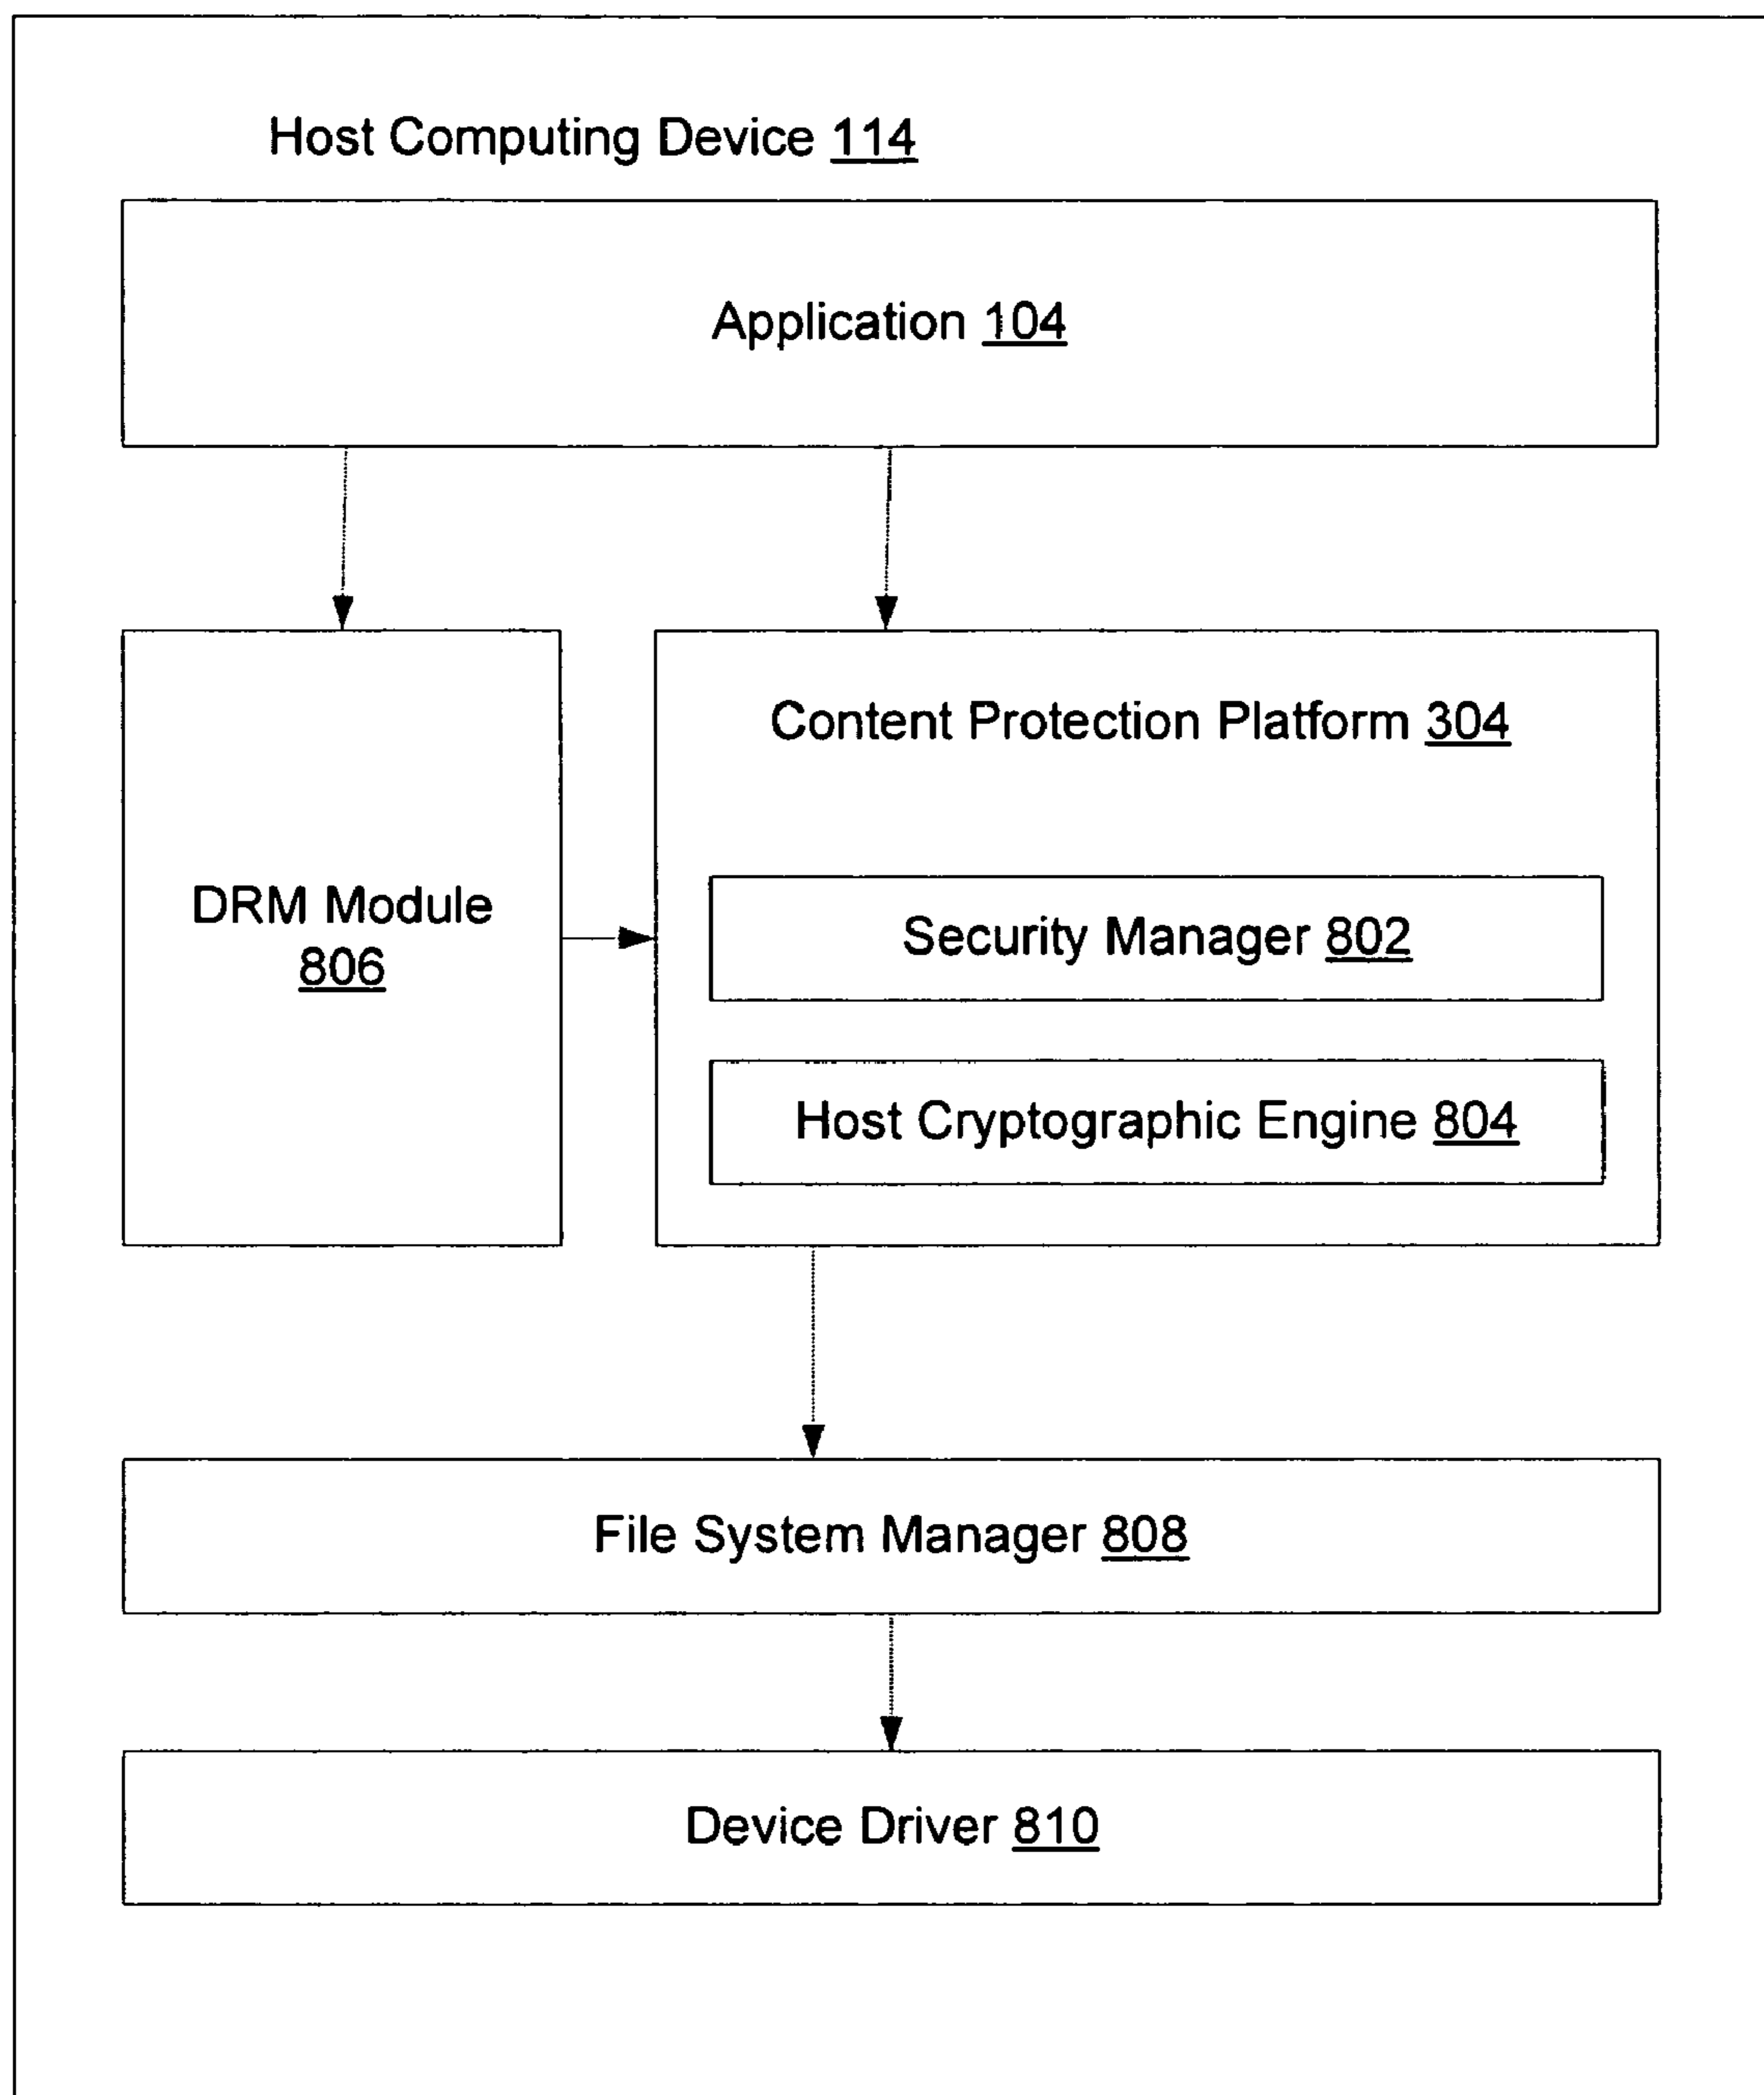 Host Computing Device 114
Application 104
Content Protection Platform 304
DRM Module
806
Security Manager 802
Host Cryptographic Engine 804
File System Manager 808
Device Driver 810